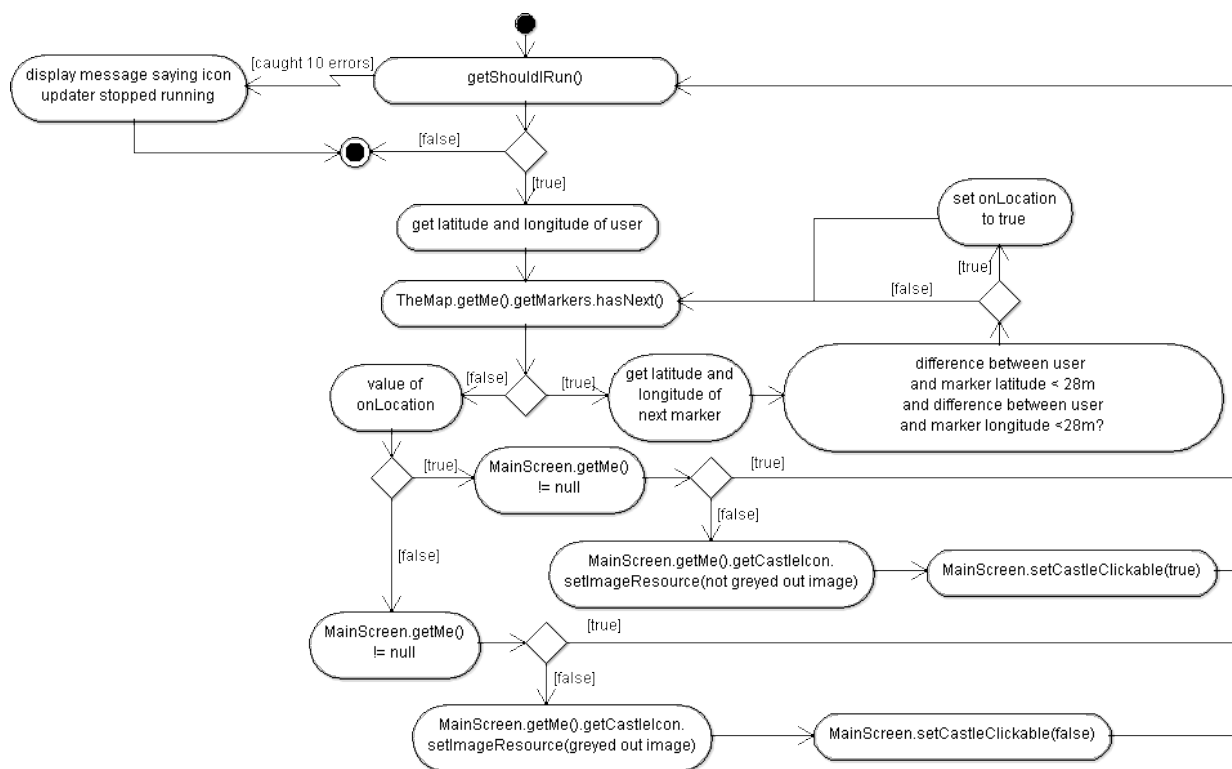 [caught 10 errors]
display message saying icon
updater stopped running
getShouldIRun()
[false]
[true]
get latitude and longitude of user
set onLocation
to true
[true]
[false]
TheMap.getMe().getMarkers.hasNext()
value of
onLocation
[false]
[true]
get latitude and
longitude of
next marker
difference between user
and marker latitude < 28m
and difference between user
and marker longitude <28m?
[true]
MainScreen.getMe()
!= null
[true]
[false]
[false]
MainScreen.getMe().getCastleIcon.
setImageResource(not greyed out image)
MainScreen.setCastleClickable(true)
MainScreen.getMe()
!= null
[true]
[false]
MainScreen.getMe().getCastleIcon.
setImageResource(greyed out image)
MainScreen.setCastleClickable(false)